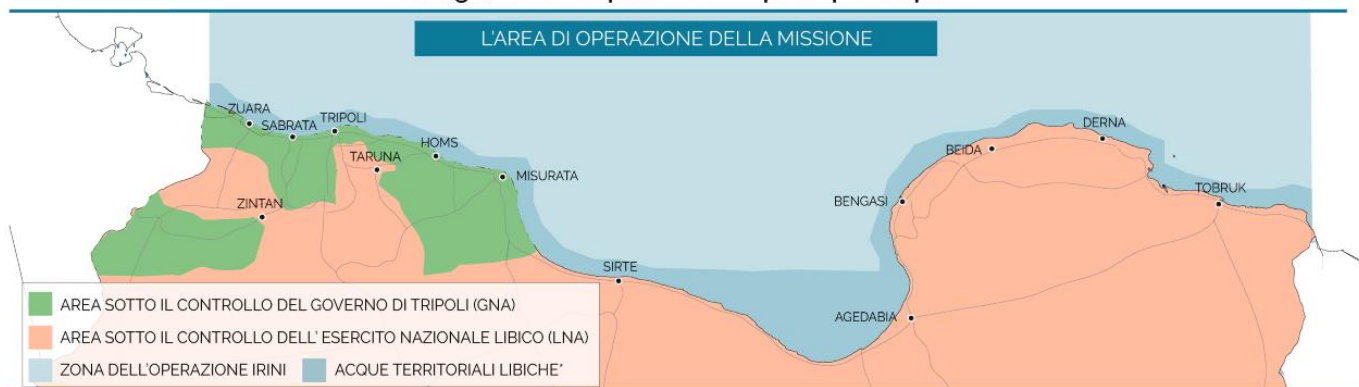 L'AREA DI OPERAZIONE DELLA MISSIONE
ZUARA
SABRATA
TRIPOLI
HOMS
TARUNA
MISURATA
ZINTAN
SIRTE
BENGASI
BEIDA
DERNA
TOBRUK
AGEDABIA
AREA SOTTO IL CONTROLLO DEL GOVERNO DI TRIPOLI (GNA)
AREA SOTTO IL CONTROLLO DELL' ESERCITO NAZIONALE LIBICO (LNA)
ZONA DELL'OPERAZIONE IRINI
ACQUE TERRITORIALI LIBICHE*